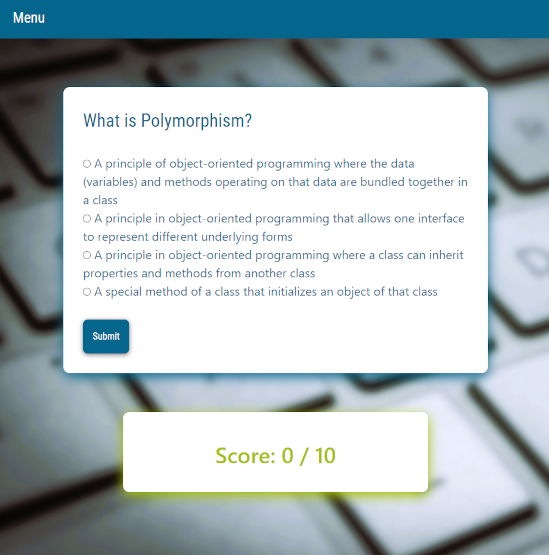 Menu
What is Polymorphism?
A principle of object-oriented programming where the data
(variables) and methods operating on that data are bundled together in
a class
A principle in object-oriented programming that allows one interface
to represent different underlying forms
A principle in object-oriented programming where a class can inherit
properties and methods from another class
A special method of a class that initializes an object of that class
Submit
Score: 0 / 10